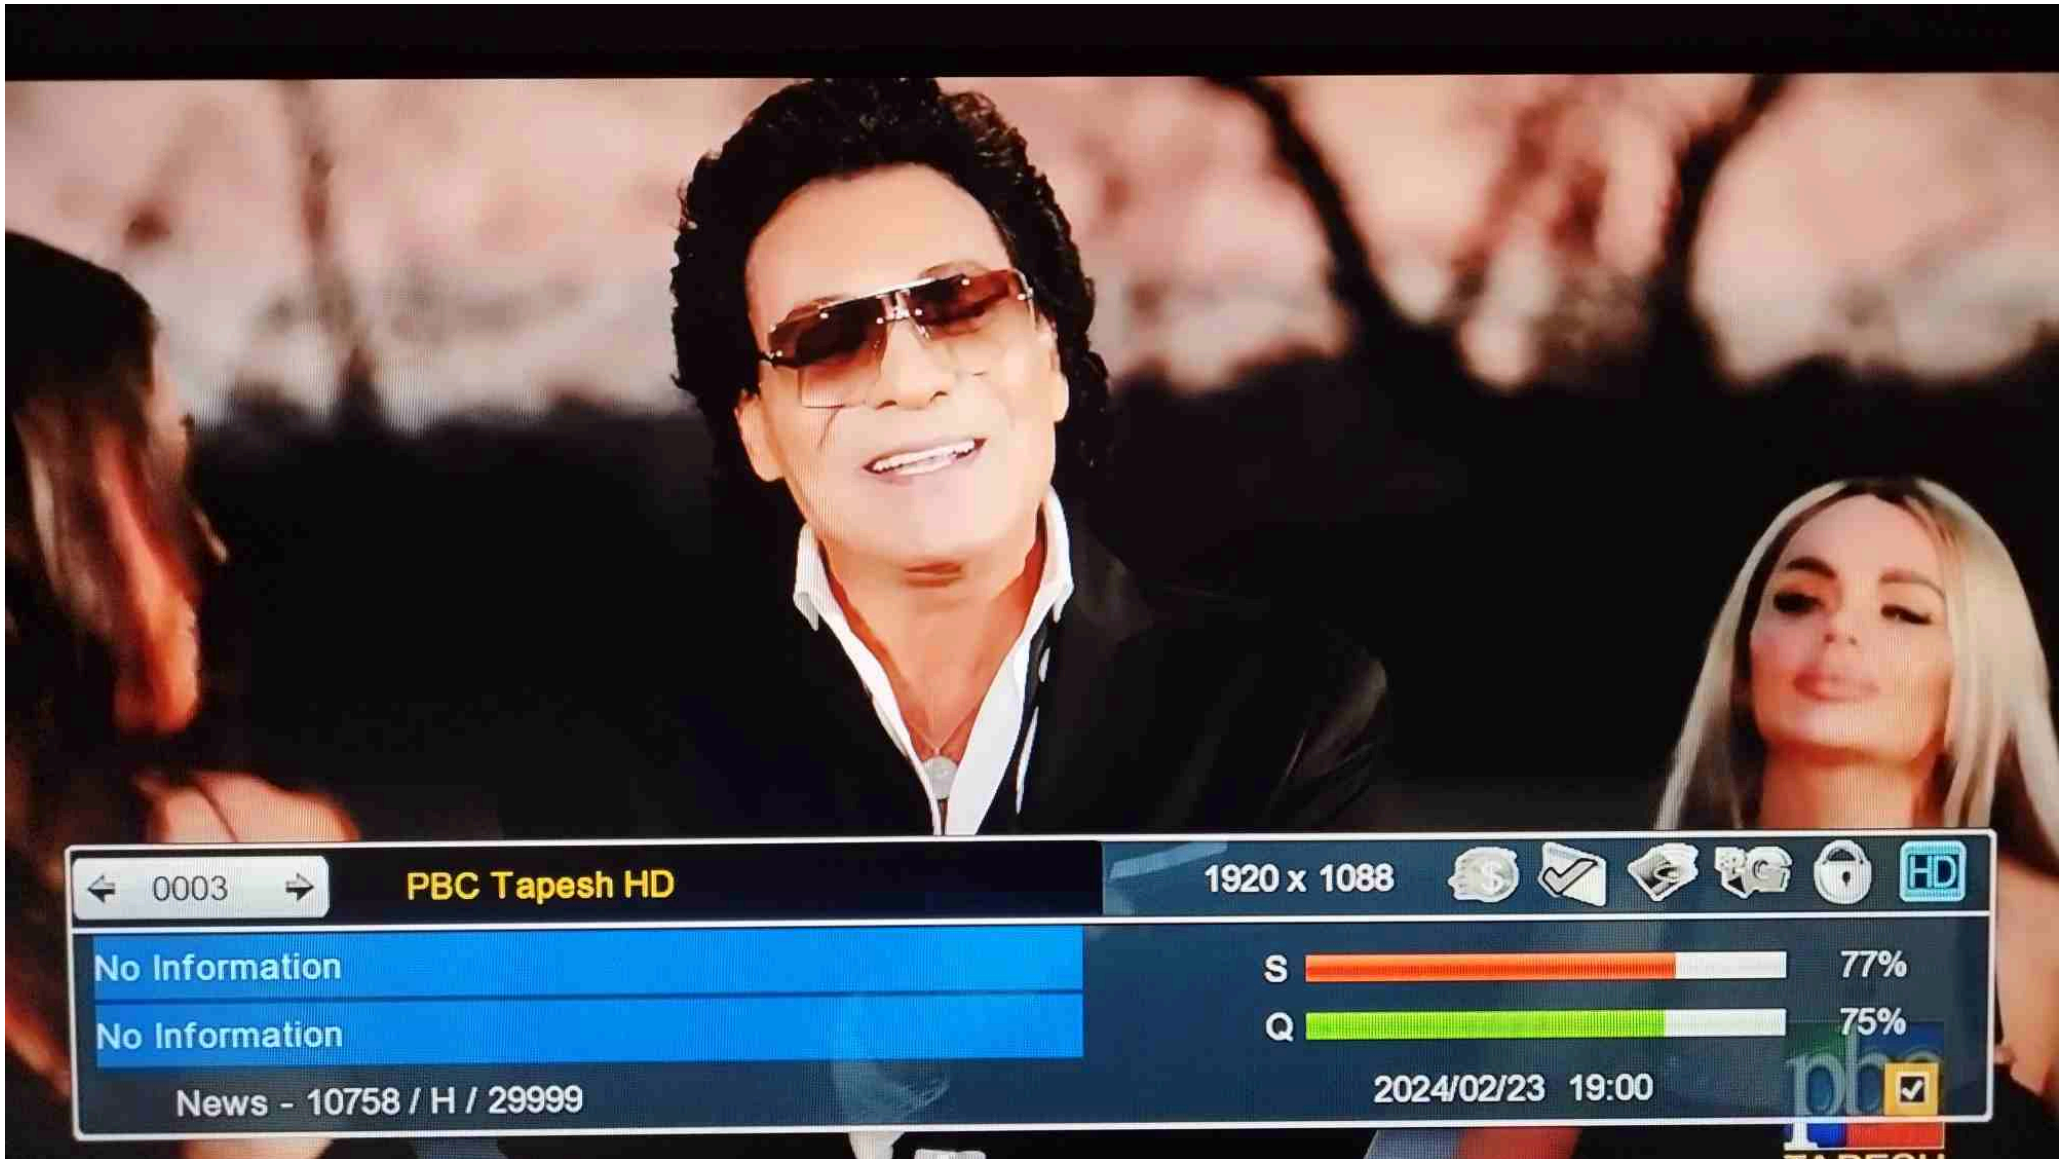 0003
PBC Tapesh HD
1920 x 1088
HD
No Information
No Information
S 77%
Q 75%
News - 10758 / H / 29999
2024/02/23 19:00
pbc
TAPESH